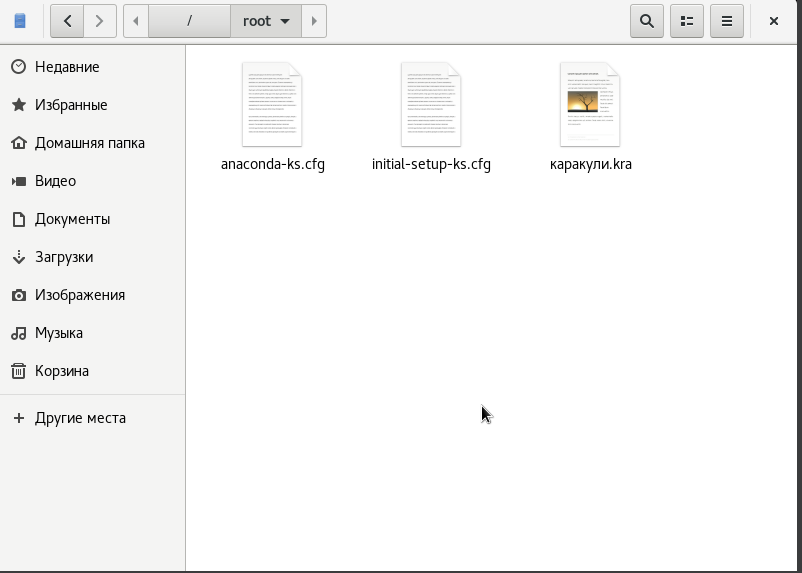 /
root
Недавние
Избранные
Домашняя папка
Видео
Документы
Загрузки
Изображения
Музыка
Корзина
Другие места
anaconda-ks.cfg
initial-setup-ks.cfg
каракули.kra